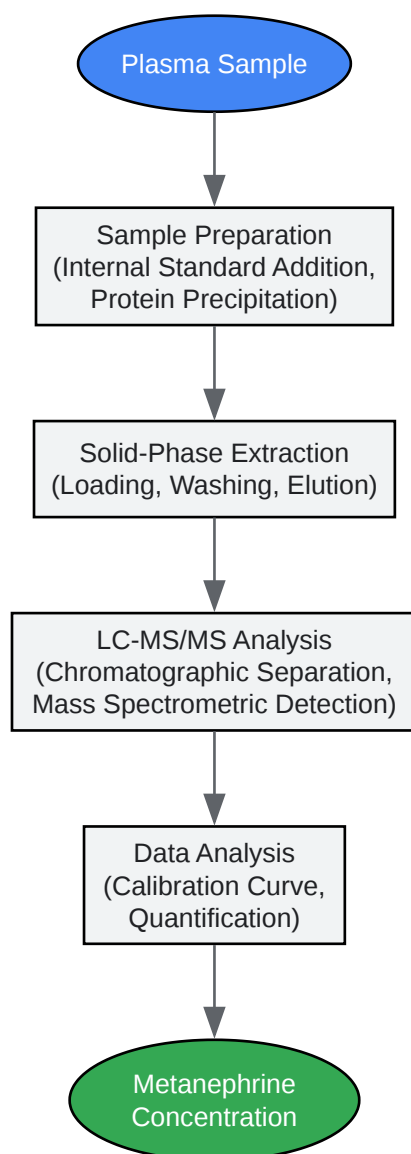 Plasma Sample
Sample Preparation
(Internal Standard Addition,
Protein Precipitation)
Solid-Phase Extraction
(Loading, Washing, Elution)
LC-MS/MS Analysis
(Chromatographic Separation,
Mass Spectrometric Detection)
Data Analysis
(Calibration Curve,
Quantification)
Metanephrine
Concentration